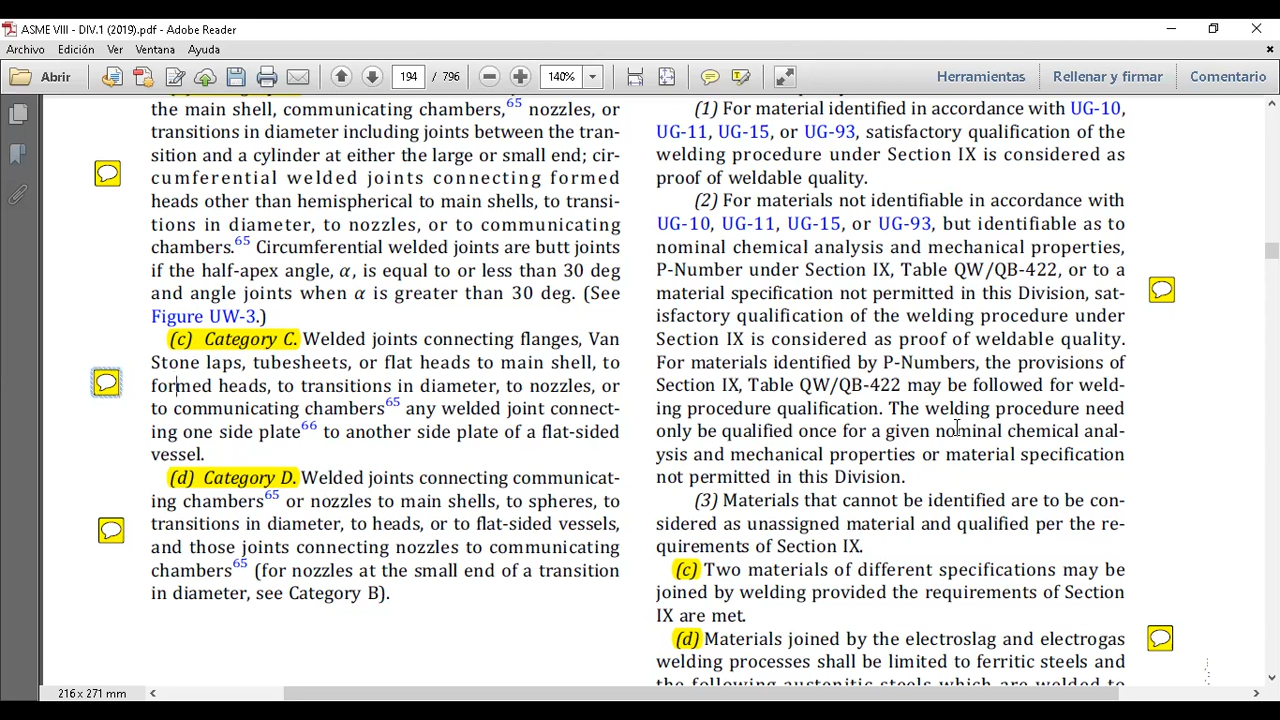 ASME VIII - DIV.1 (2019).pdf - Adobe Reader
Archivo Edición Ver Ventana Ayuda
Abrir 194 / 796 140% Herramientas Rellenar y firmar Comentario
the main shell, communicating chambers,65 nozzles, or
transitions in diameter including joints between the tran-
sition and a cylinder at either the large or small end; cir-
cumferential welded joints connecting formed
heads other than hemispherical to main shells, to transi-
tions in diameter, to nozzles, or to communicating
chambers.65 Circumferential welded joints are butt joints
if the half-apex angle, α, is equal to or less than 30 deg
and angle joints when α is greater than 30 deg. (See
Figure UW-3.)
(c) Category C. Welded joints connecting flanges, Van
Stone laps, tubesheets, or flat heads to main shell, to
formed heads, to transitions in diameter, to nozzles, or
to communicating chambers65 any welded joint connect-
ing one side plate66 to another side plate of a flat-sided
vessel.
(d) Category D. Welded joints connecting communicat-
ing chambers65 or nozzles to main shells, to spheres, to
transitions in diameter, to heads, or to flat-sided vessels,
and those joints connecting nozzles to communicating
chambers65 (for nozzles at the small end of a transition
in diameter, see Category B).
(1) For material identified in accordance with UG-10,
UG-11, UG-15, or UG-93, satisfactory qualification of the
welding procedure under Section IX is considered as
proof of weldable quality.
(2) For materials not identifiable in accordance with
UG-10, UG-11, UG-15, or UG-93, but identifiable as to
nominal chemical analysis and mechanical properties,
P-Number under Section IX, Table QW/QB-422, or to a
material specification not permitted in this Division, sat-
isfactory qualification of the welding procedure under
Section IX is considered as proof of weldable quality.
For materials identified by P-Numbers, the provisions of
Section IX, Table QW/QB-422 may be followed for weld-
ing procedure qualification. The welding procedure need
only be qualified once for a given nominal chemical anal-
ysis and mechanical properties or material specification
not permitted in this Division.
(3) Materials that cannot be identified are to be con-
sidered as unassigned material and qualified per the re-
quirements of Section IX.
(c) Two materials of different specifications may be
joined by welding provided the requirements of Section
IX are met.
(d) Materials joined by the electroslag and electrogas
welding processes shall be limited to ferritic steels and
the following austenitic steels which are welded to
216 x 271 mm